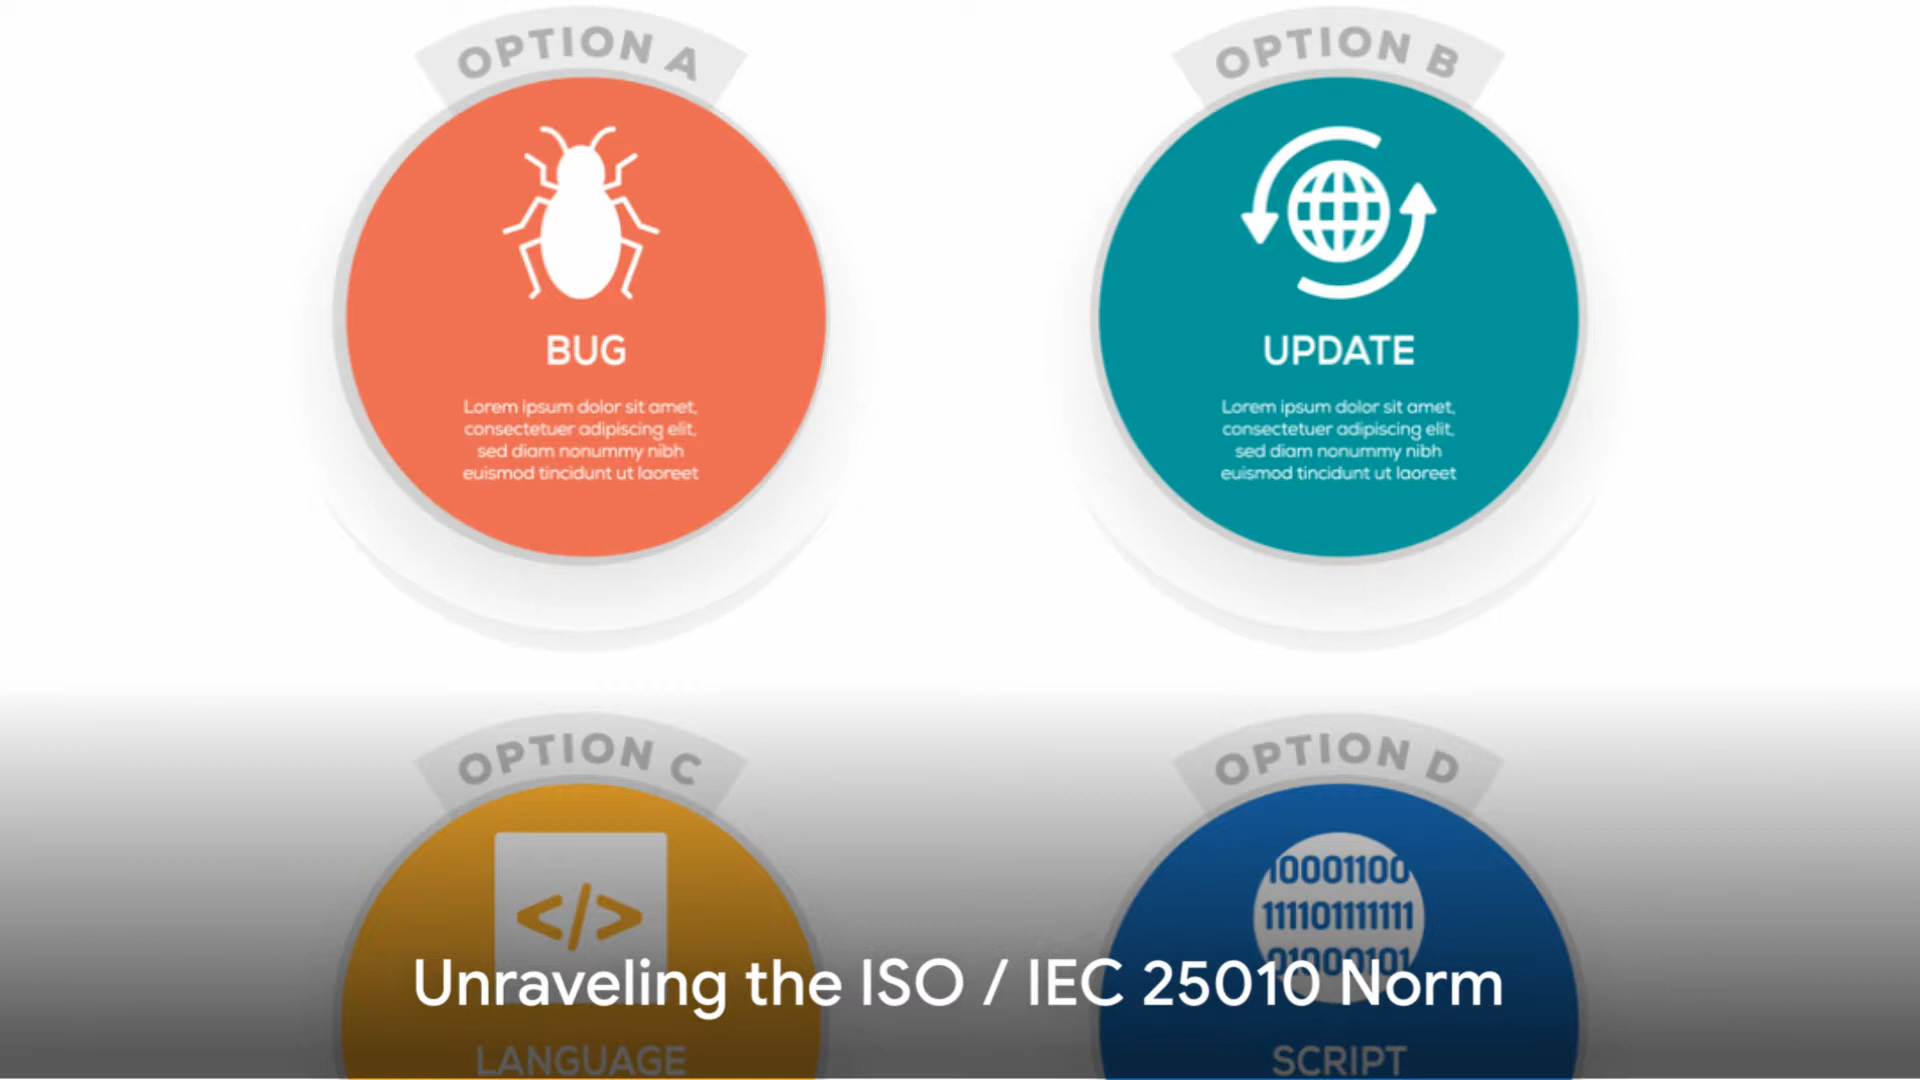 OPTION A
OPTION B
BUG
UPDATE
Lorem ipsum dolor sit amet,
consectetuer adipiscing elit,
sed diam nonummy nibh
euismod tincidunt ut laoreet
Lorem ipsum dolor sit amet,
consectetuer adipiscing elit,
sed diam nonummy nibh
euismod tincidunt ut laoreet
OPTION C
OPTION D
</>
10001100
111101111111
01000101
Unraveling the ISO / IEC 25010 Norm
LANGUAGE
SCRIPT